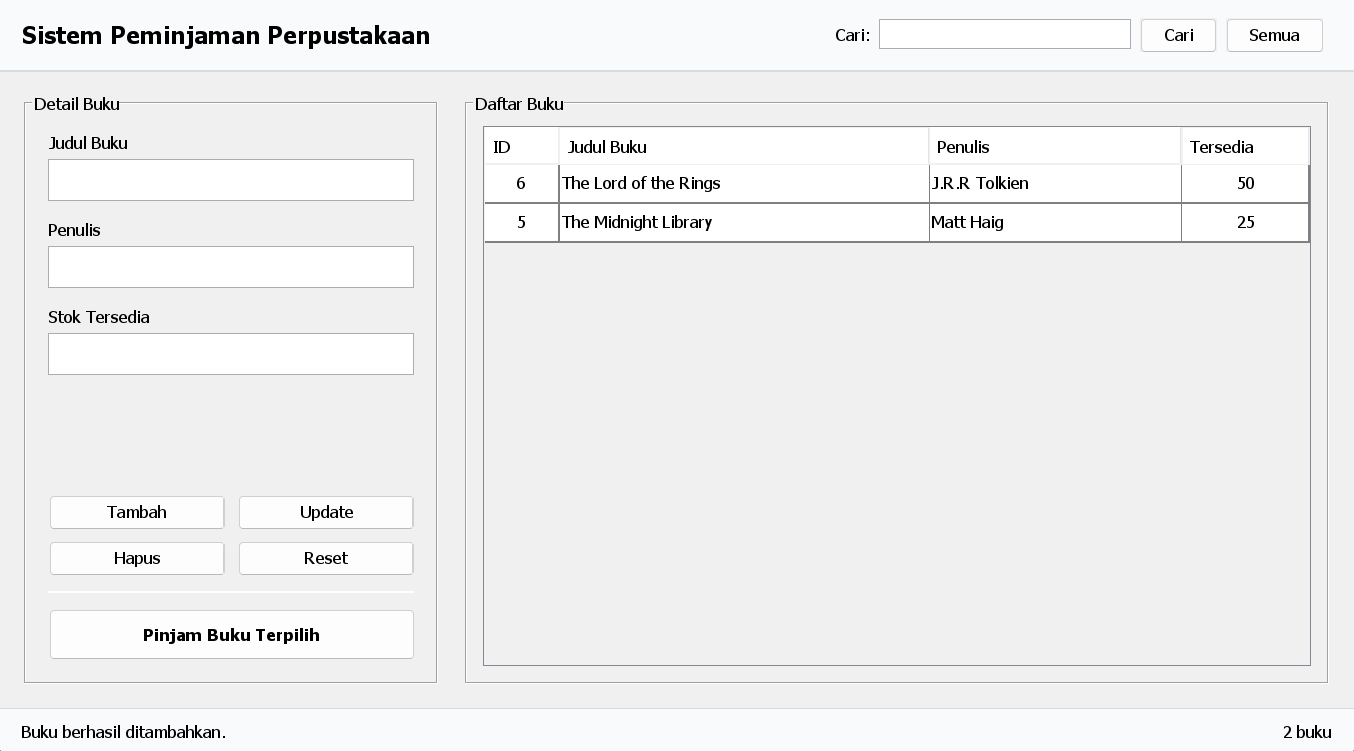 Sistem Peminjaman Perpustakaan
Cari:
Cari
Semua
Detail Buku
Judul Buku
Penulis
Stok Tersedia
Tambah
Update
Hapus
Reset
Pinjam Buku Terpilih
Daftar Buku
ID Judul Buku Penulis Tersedia
6 The Lord of the Rings J.R.R Tolkien 50
5 The Midnight Library Matt Haig 25
Buku berhasil ditambahkan.
2 buku